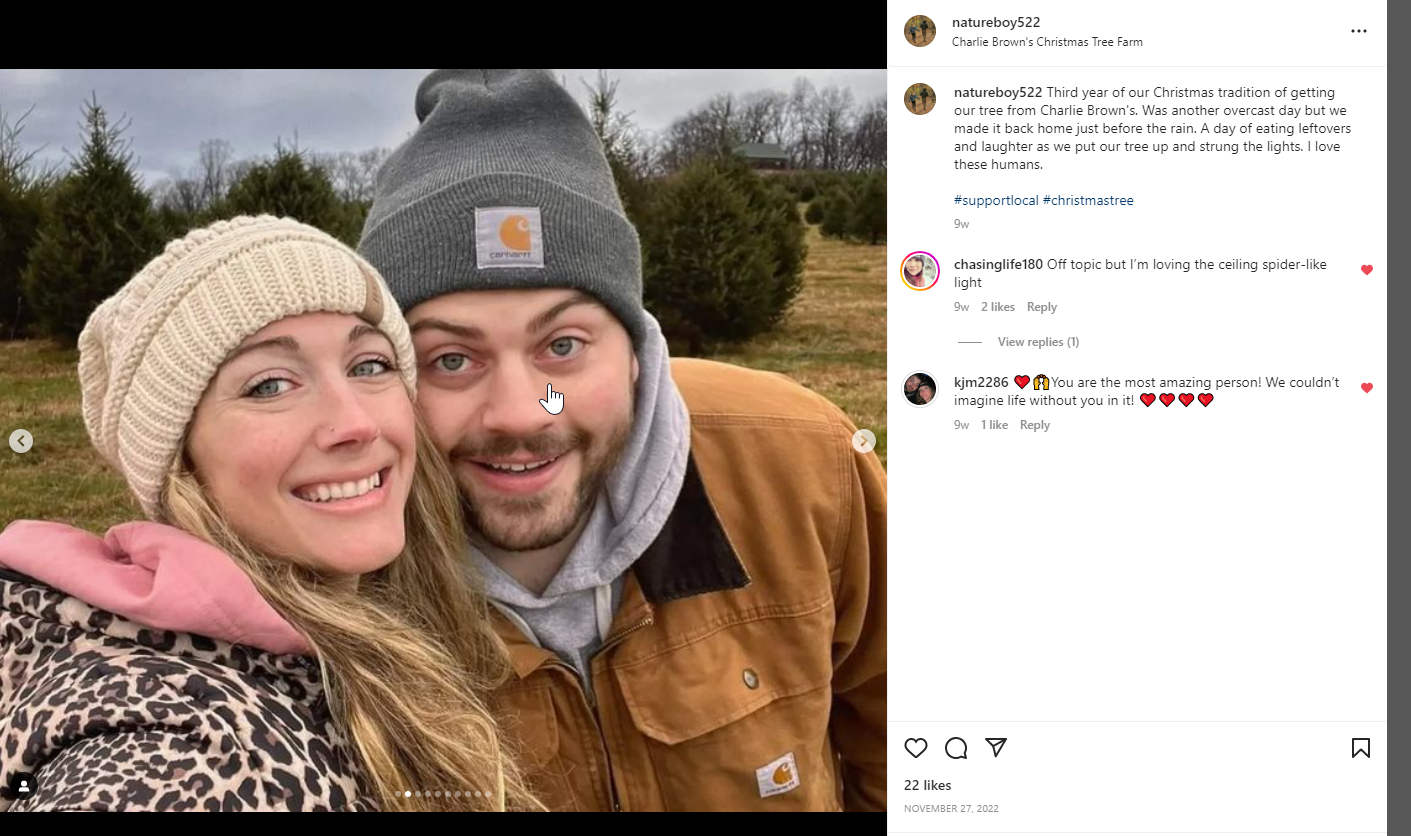 carhartt
natureboy522
Charlie Brown's Christmas Tree Farm
natureboy522 Third year of our Christmas tradition of getting
our tree from Charlie Brown's. Was another overcast day but we
made it back home just before the rain. A day of eating leftovers
and laughter as we put our tree up and strung the lights. I love
these humans.
#supportlocal #christmastree
9w
chasinglife180 Off topic but I’m loving the ceiling spider-like
light
9w 2 likes Reply
View replies (1)
kjm2286 ❤️🙌You are the most amazing person! We couldn’t
imagine life without you in it! ❤️❤️❤️❤️
9w 1 like Reply
22 likes
NOVEMBER 27, 2022